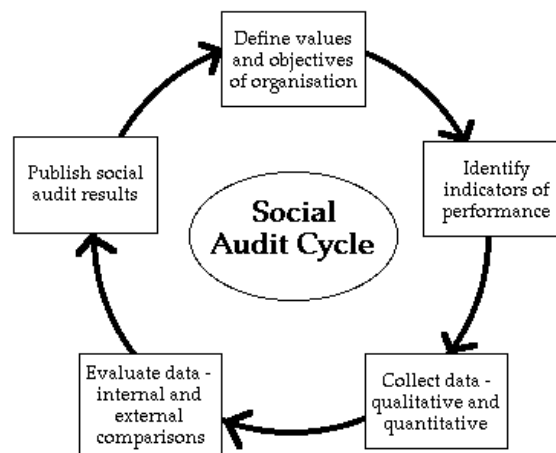 Define values
and objectives
of organisation
Identify
indicators of
performance
Collect data -
qualitative and
quantitative
Evaluate data -
internal and
external
comparisons
Publish social
audit results
Social
Audit Cycle